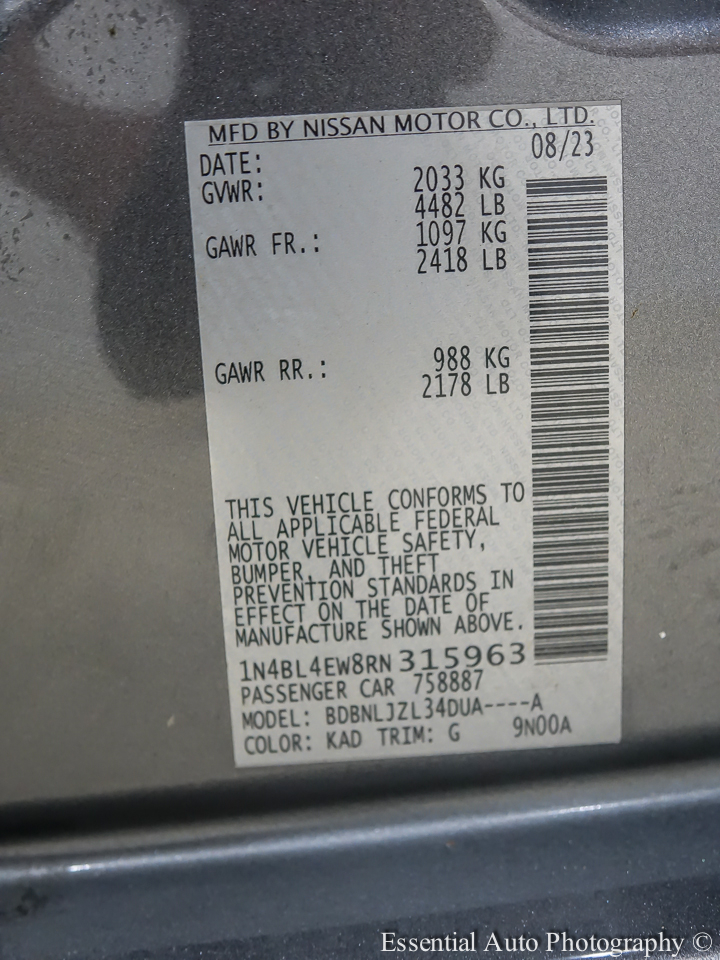 MFD BY NISSAN MOTOR CO., LTD.
DATE: 08/23
GVWR: 2033 KG
4482 LB
GAWR FR.: 1097 KG
2418 LB
GAWR RR.: 988 KG
2178 LB
THIS VEHICLE CONFORMS TO
ALL APPLICABLE FEDERAL
MOTOR VEHICLE SAFETY,
BUMPER, AND THEFT
PREVENTION STANDARDS IN
EFFECT ON THE DATE OF
MANUFACTURE SHOWN ABOVE.
1N4BL4EW8RN315963
PASSENGER CAR 758887
MODEL: BDBNLJZL34DUA----A
COLOR: KAD TRIM: G 9N00A
Essential Auto Photography ©